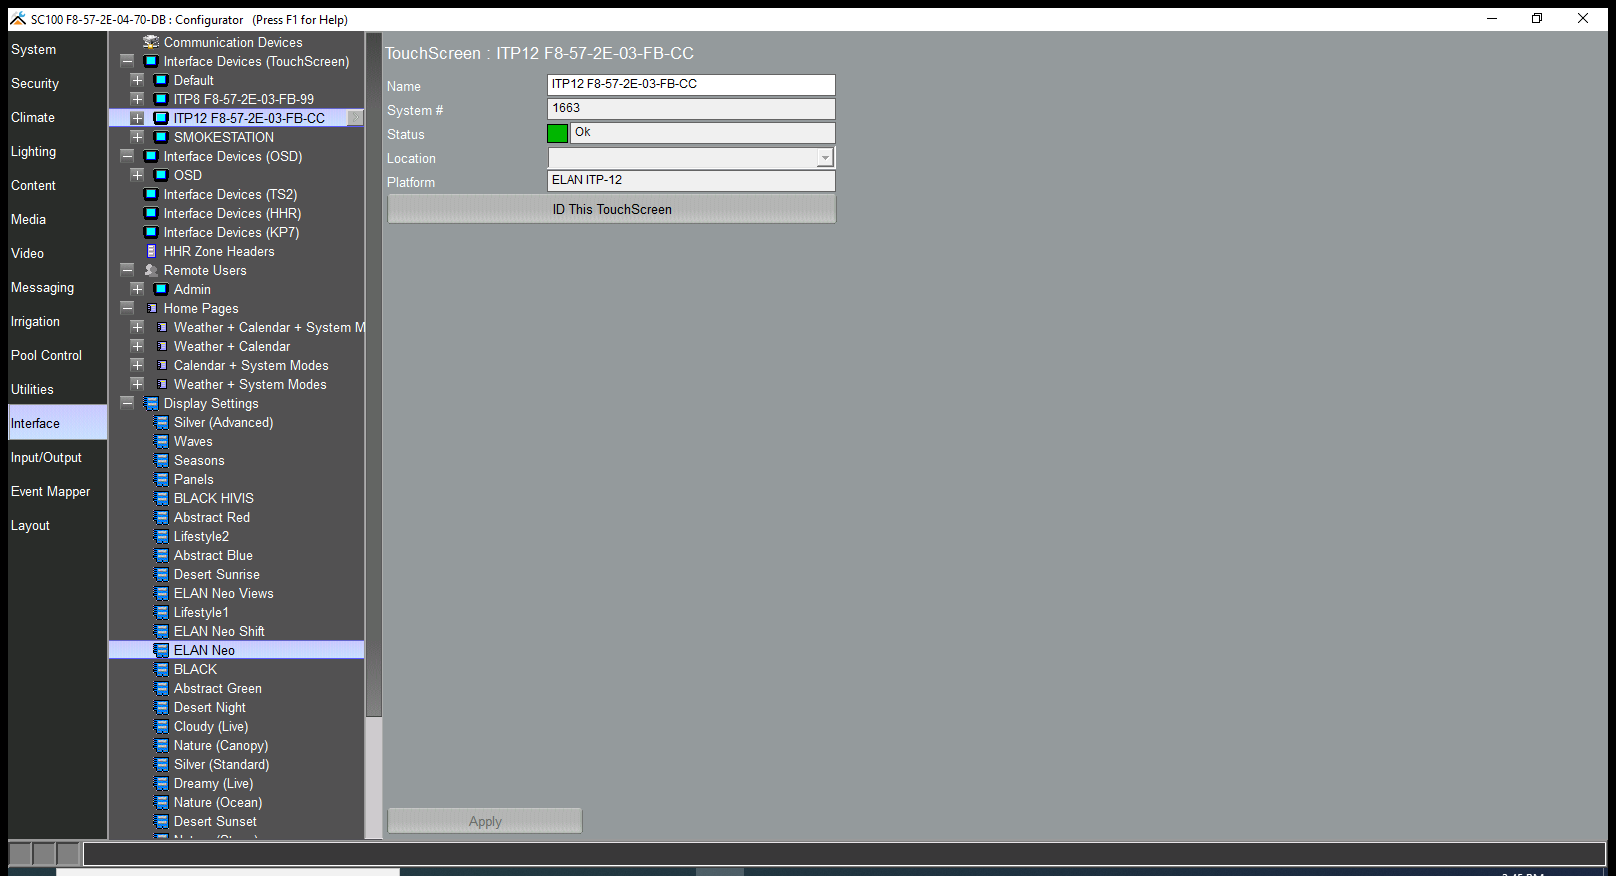 SC100 F8-57-2E-04-70-DB : Configurator (Press F1 for Help)
System
Security
Climate
Lighting
Content
Media
Video
Messaging
Irrigation
Pool Control
Utilities
Interface
Input/Output
Event Mapper
Layout
Communication Devices
Interface Devices (TouchScreen)
Default
ITP8 F8-57-2E-03-FB-99
ITP12 F8-57-2E-03-FB-CC
SMOKESTATION
Interface Devices (OSD)
OSD
Interface Devices (TS2)
Interface Devices (HHR)
Interface Devices (KP7)
HHR Zone Headers
Remote Users
Admin
Home Pages
Weather + Calendar + System M
Weather + Calendar
Calendar + System Modes
Weather + System Modes
Display Settings
Silver (Advanced)
Waves
Seasons
Panels
BLACK HIVIS
Abstract Red
Lifestyle2
Abstract Blue
Desert Sunrise
ELAN Neo Views
Lifestyle1
ELAN Neo Shift
ELAN Neo
BLACK
Abstract Green
Desert Night
Cloudy (Live)
Nature (Canopy)
Silver (Standard)
Dreamy (Live)
Nature (Ocean)
Desert Sunset
TouchScreen : ITP12 F8-57-2E-03-FB-CC
Name ITP12 F8-57-2E-03-FB-CC
System # 1663
Status Ok
Location
Platform ELAN ITP-12
ID This TouchScreen
Apply